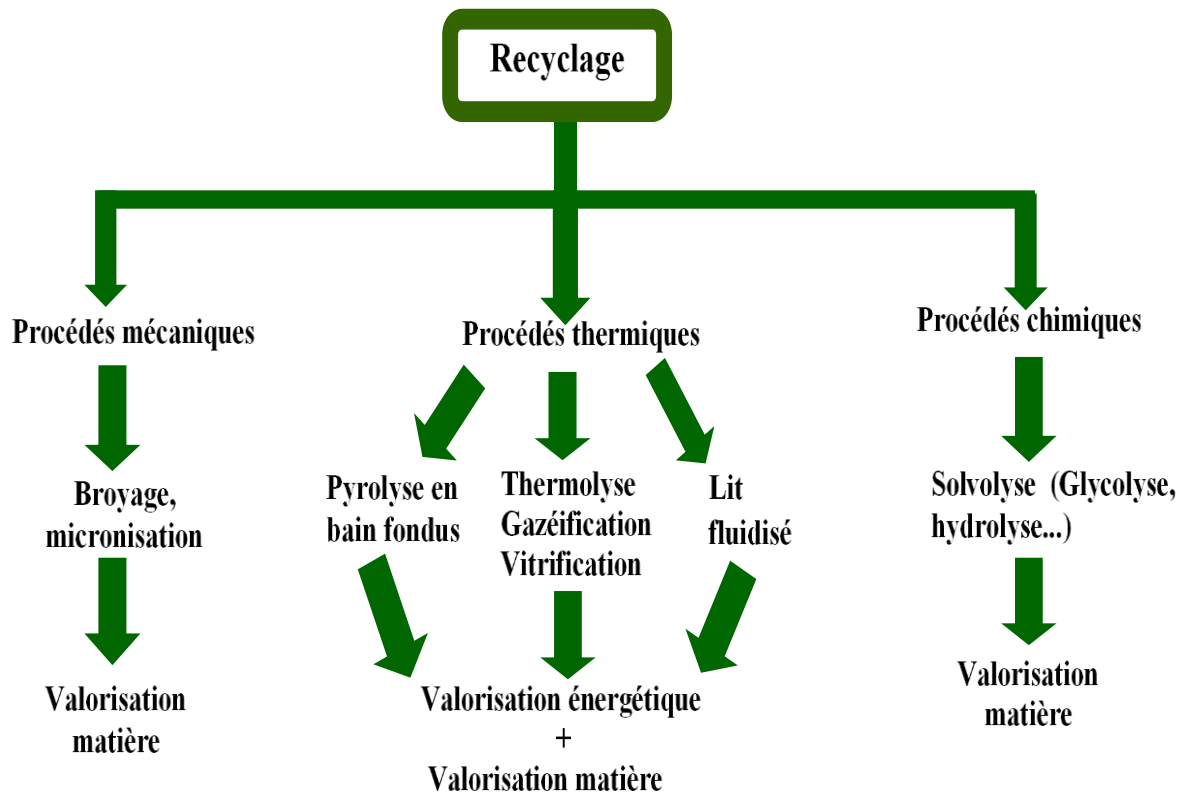 Recyclage
Procédés mécaniques
Procédés thermiques
Procédés chimiques
Broyage,
micronisation
Pyrolyse en
bain fondus
Thermolyse
Gazéification
Vitrification
Lit
fluidisé
Solvolyse (Glycolyse,
hydrolyse...)
Valorisation
matière
Valorisation énergétique
+
Valorisation matière
Valorisation
matière